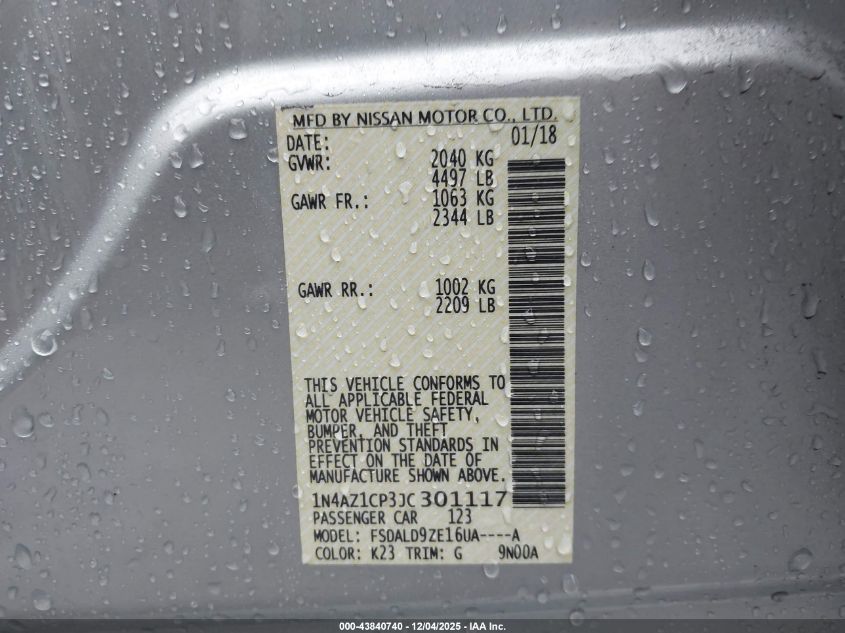 MFD BY NISSAN MOTOR CO., LTD.
DATE: 01/18
GVWR: 2040 KG
4497 LB
GAWR FR.: 1063 KG
2344 LB
GAWR RR.: 1002 KG
2209 LB
THIS VEHICLE CONFORMS TO
ALL APPLICABLE FEDERAL
MOTOR VEHICLE SAFETY,
BUMPER, AND THEFT
PREVENTION STANDARDS IN
EFFECT ON THE DATE OF
MANUFACTURE SHOWN ABOVE.
1N4AZ1CP3JC301117
PASSENGER CAR 123
MODEL: FSDALD9ZE16UA----A
COLOR: K23 TRIM: G 9N00A
000-43840740 - 12/04/2025 - IAA Inc.